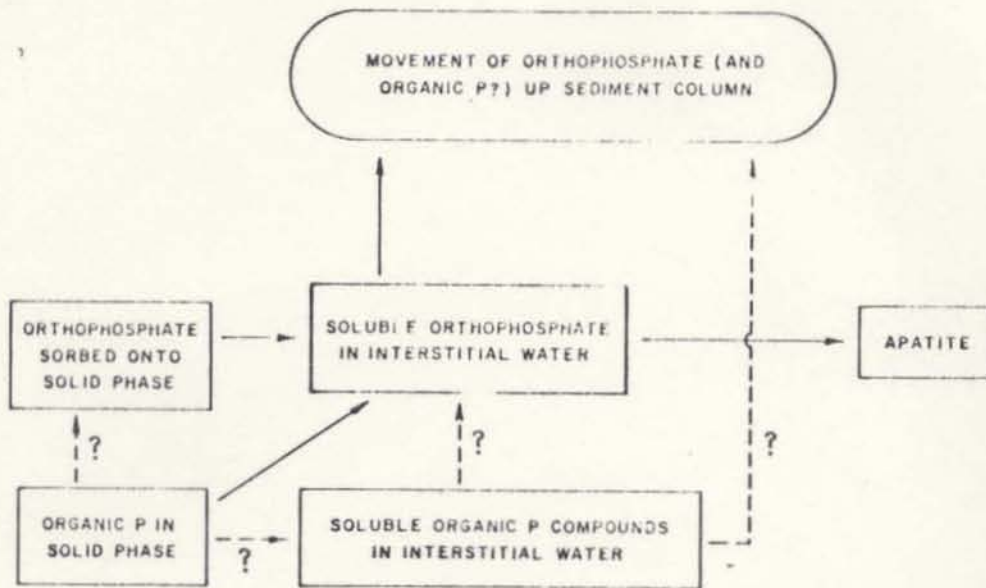 MOVEMENT OF ORTHOPHOSPHATE (AND
ORGANIC P?) UP SEDIMENT COLUMN
ORTHOPHOSPHATE
SORBED ONTO
SOLID PHASE
SOLUBLE ORTHOPHOSPHATE
IN INTERSTITIAL WATER
APATITE
?
?
?
ORGANIC P IN
SOLID PHASE
?
SOLUBLE ORGANIC P COMPOUNDS
IN INTERSTITIAL WATER